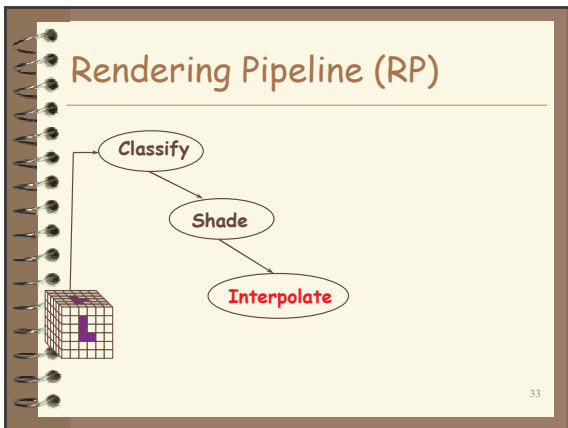 Rendering Pipeline (RP)
Classify
Shade
Interpolate
33